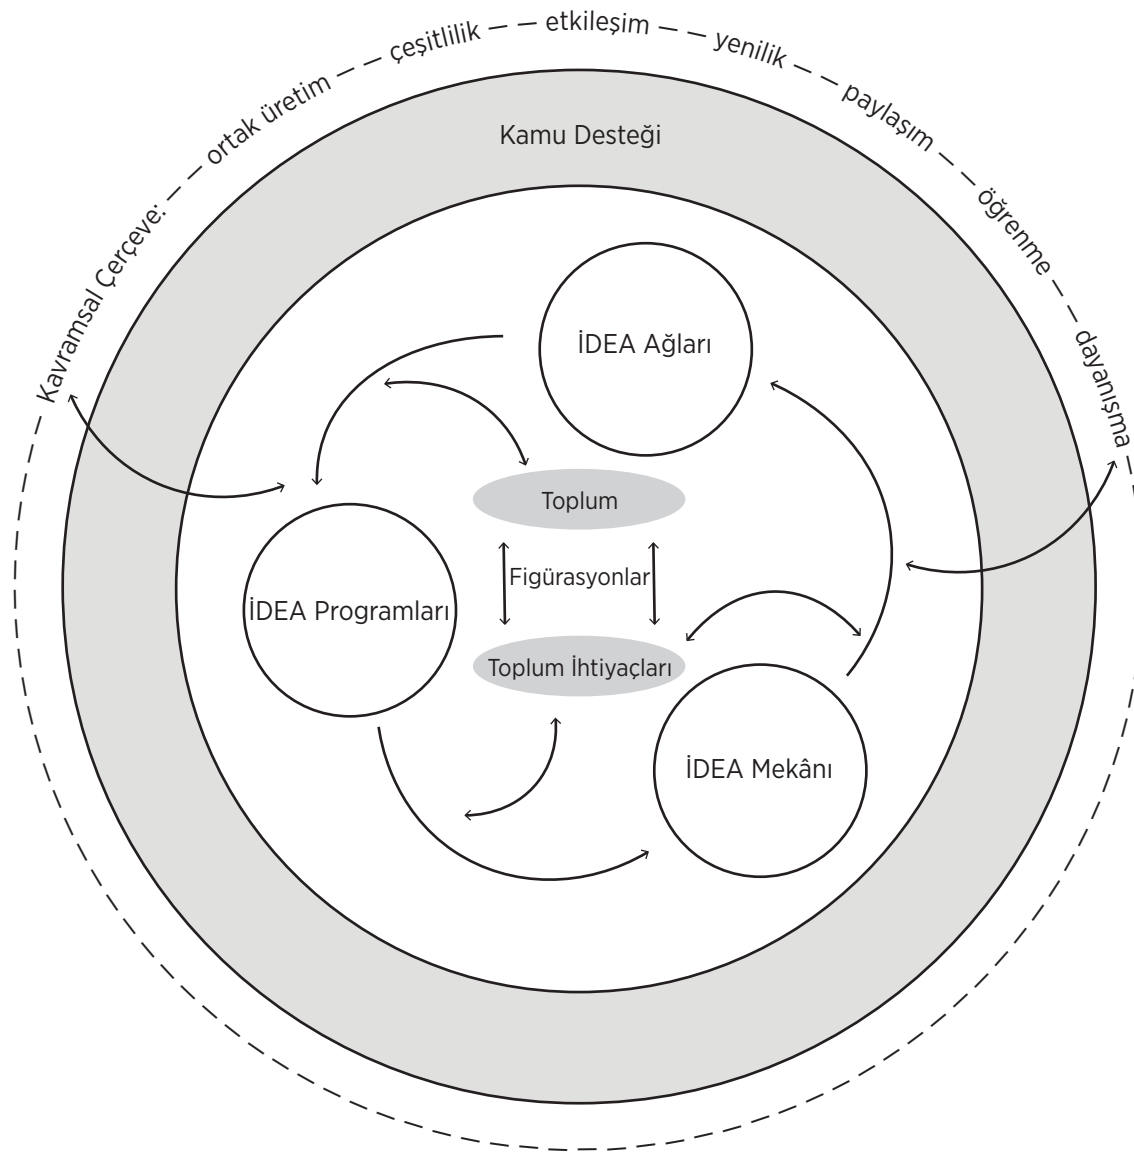 Kavramsal Çerçeve: — ortak üretim — çeşitlilik — etkileşim — yenilik — paylaşım — öğrenme — dayanışma
Kamu Desteği
İDEA Ağları
Toplum
Figürasyonlar
İDEA Programları
Toplum İhtiyaçları
İDEA Mekânı